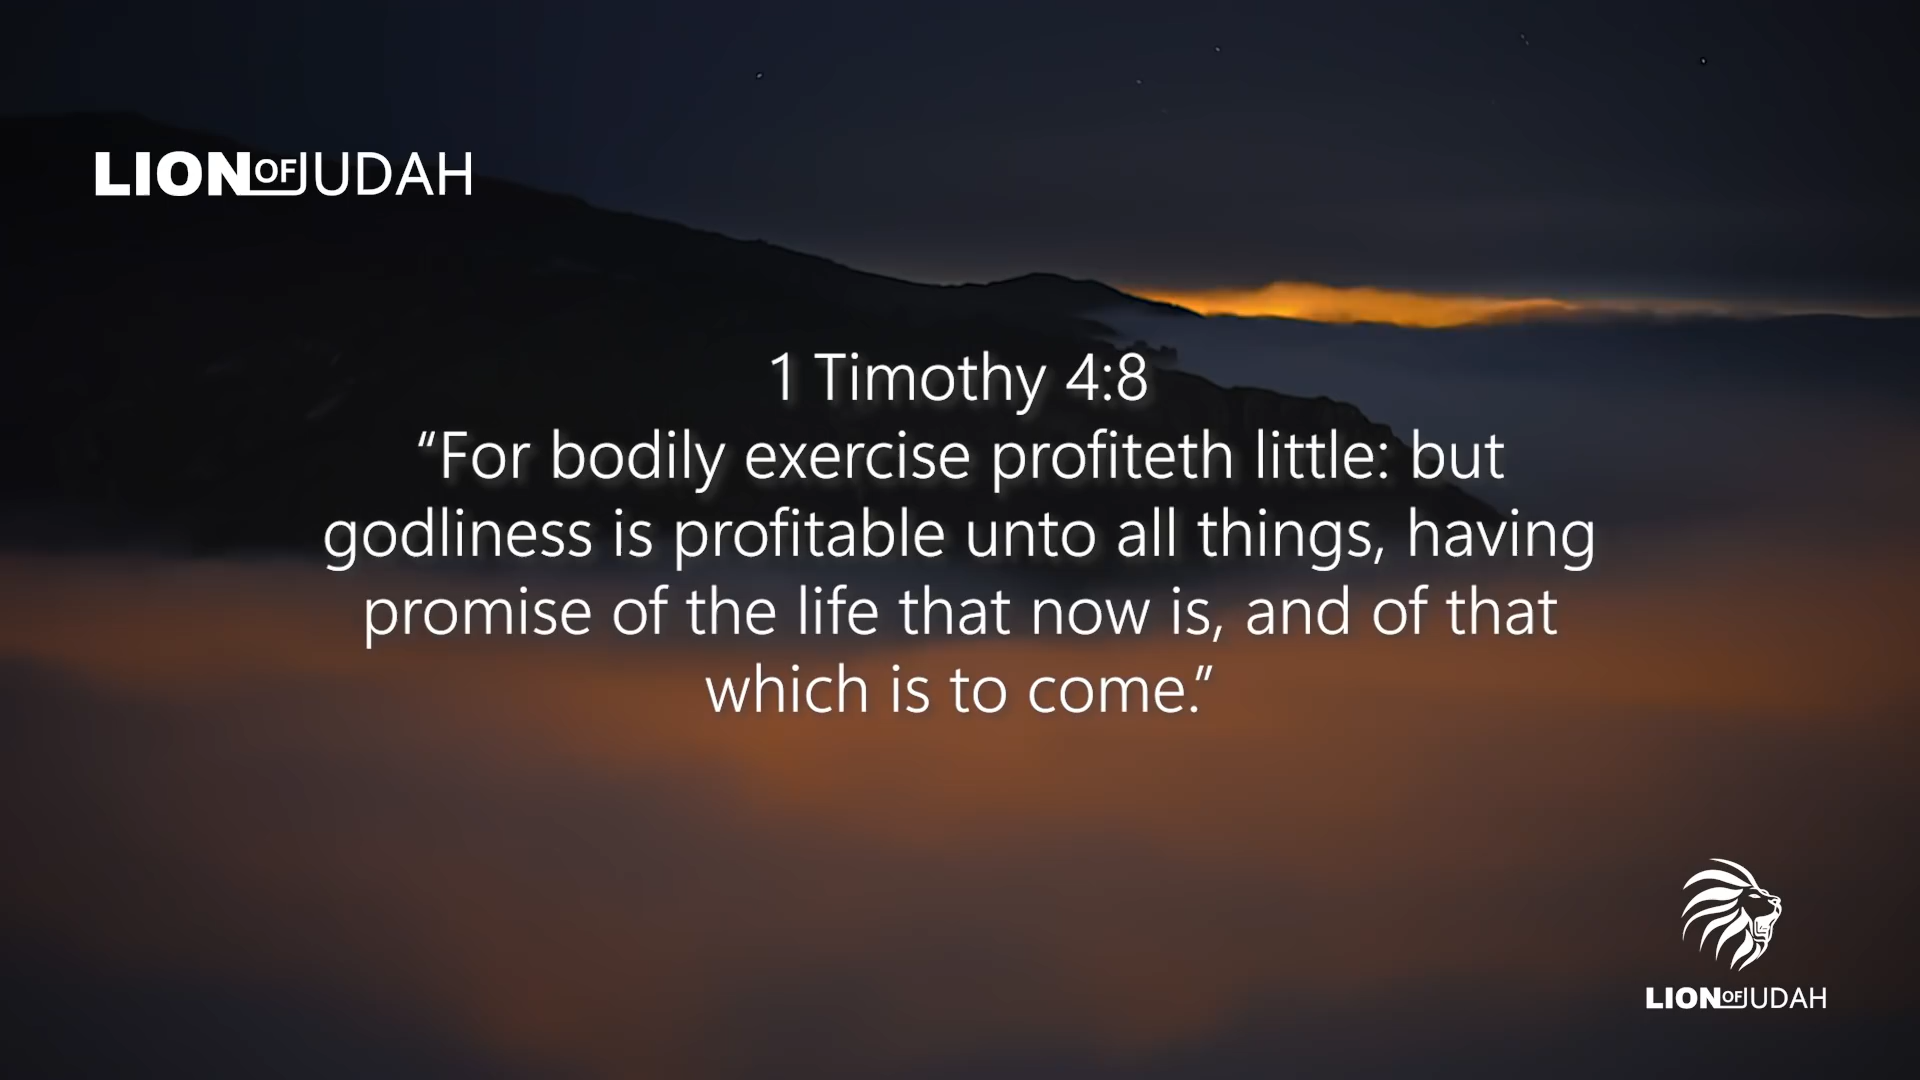 LION OF JUDAH
1 Timothy 4:8
“For bodily exercise profiteth little: but
godliness is profitable unto all things, having
promise of the life that now is, and of that
which is to come.”
LION OF JUDAH